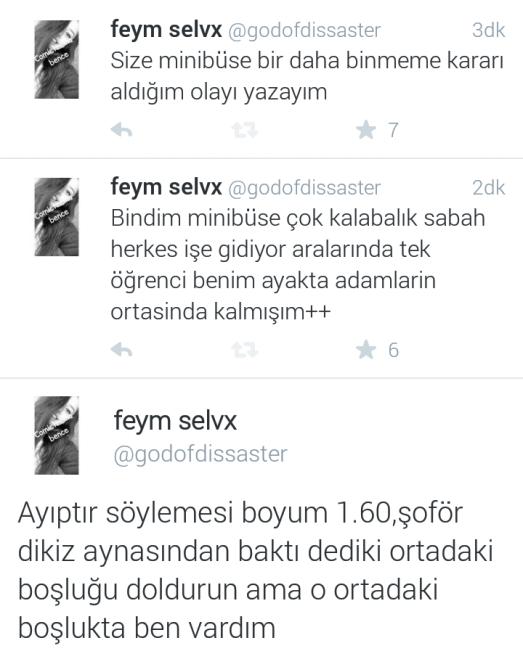 feym selvx @godofdissaster 3dk
Size minibüse bir daha binmeme kararı
aldığım olayı yazayım
7
feym selvx @godofdissaster 2dk
Bindim minibüse çok kalabalık sabah
herkes işe gidiyor aralarında tek
öğrenci benim ayakta adamlarin
ortasinda kalmışım++
6
feym selvx
@godofdissaster
Ayıptır söylemesi boyum 1.60,şoför
dikiz aynasından baktı dediki ortadaki
boşluğu doldurun ama o ortadaki
boşlukta ben vardım